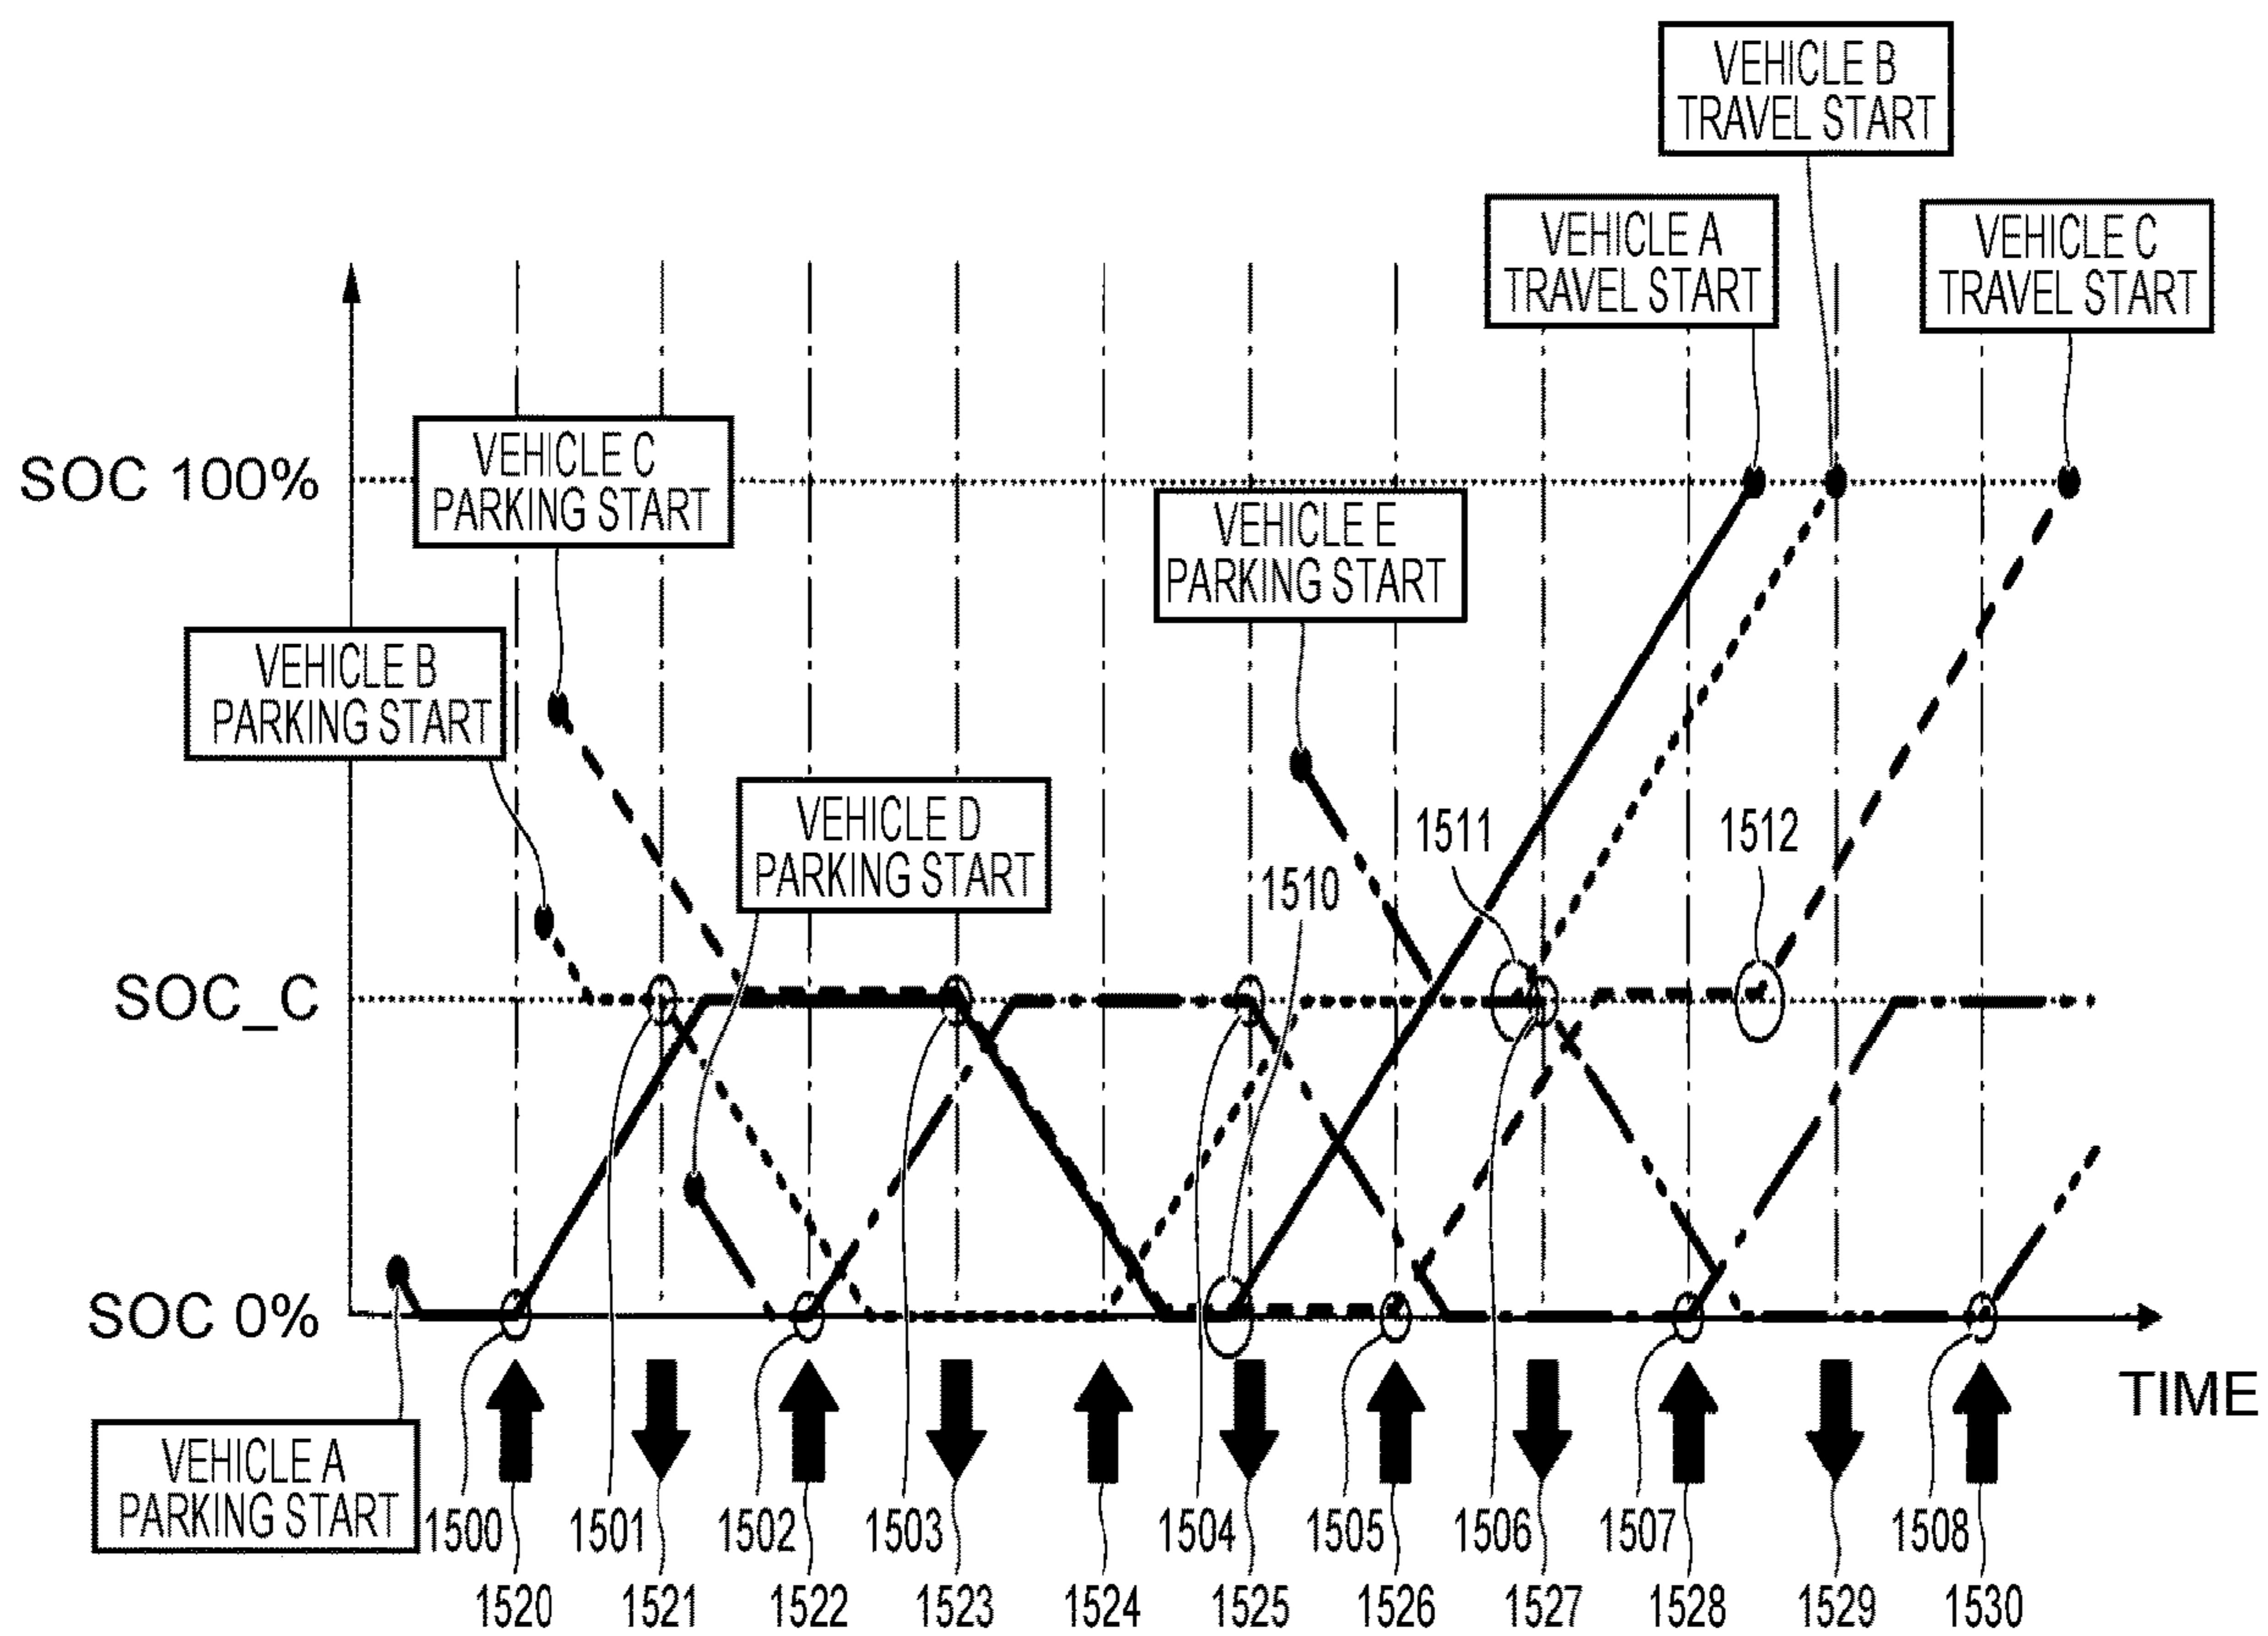 VEHICLE B
TRAVEL START
VEHICLE A
TRAVEL START
VEHICLE C
TRAVEL START
SOC 100%
VEHICLE C
PARKING START
VEHICLE E
PARKING START
VEHICLE B
PARKING START
VEHICLE D
PARKING START
1511
1512
1510
SOC_C
SOC 0%
TIME
VEHICLE A
PARKING START
1500
1501
1502
1503
1504
1505
1506
1507
1508
1520
1521
1522
1523
1524
1525
1526
1527
1528
1529
1530